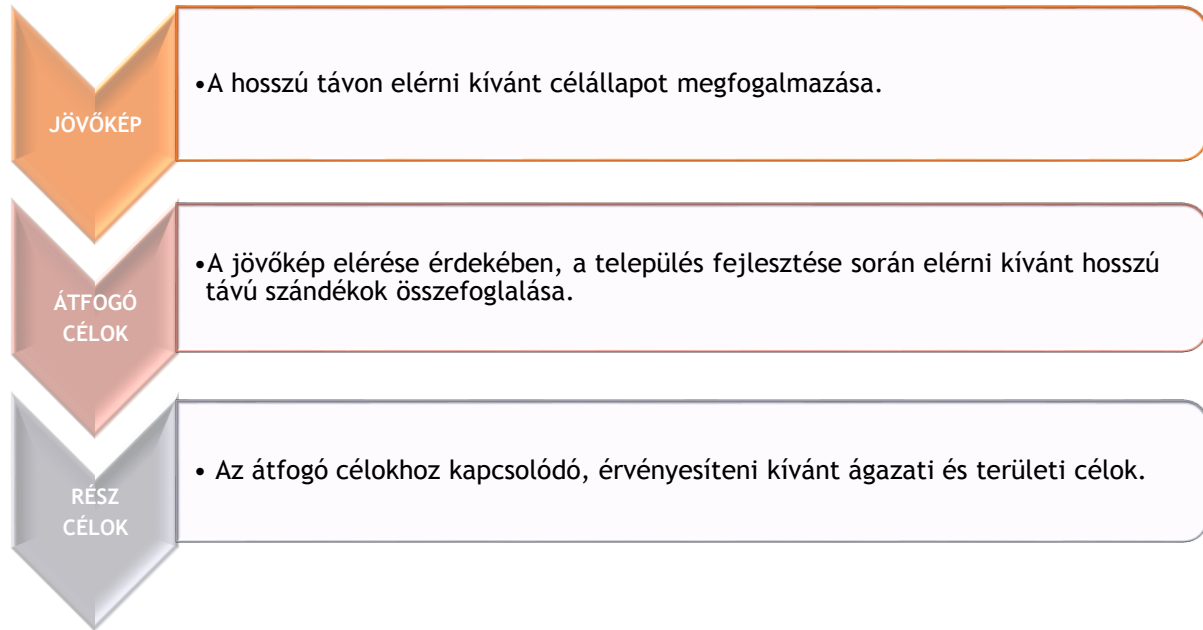 JÖVŐKÉP
•A hosszú távon elérni kívánt célállapot megfogalmazása.
ÁTFOGÓ
CÉLOK
•A jövőkép elérése érdekében, a település fejlesztése során elérni kívánt hosszú
távú szándékok összefoglalása.
RÉSZ
CÉLOK
• Az átfogó célokhoz kapcsolódó, érvényesíteni kívánt ágazati és területi célok.